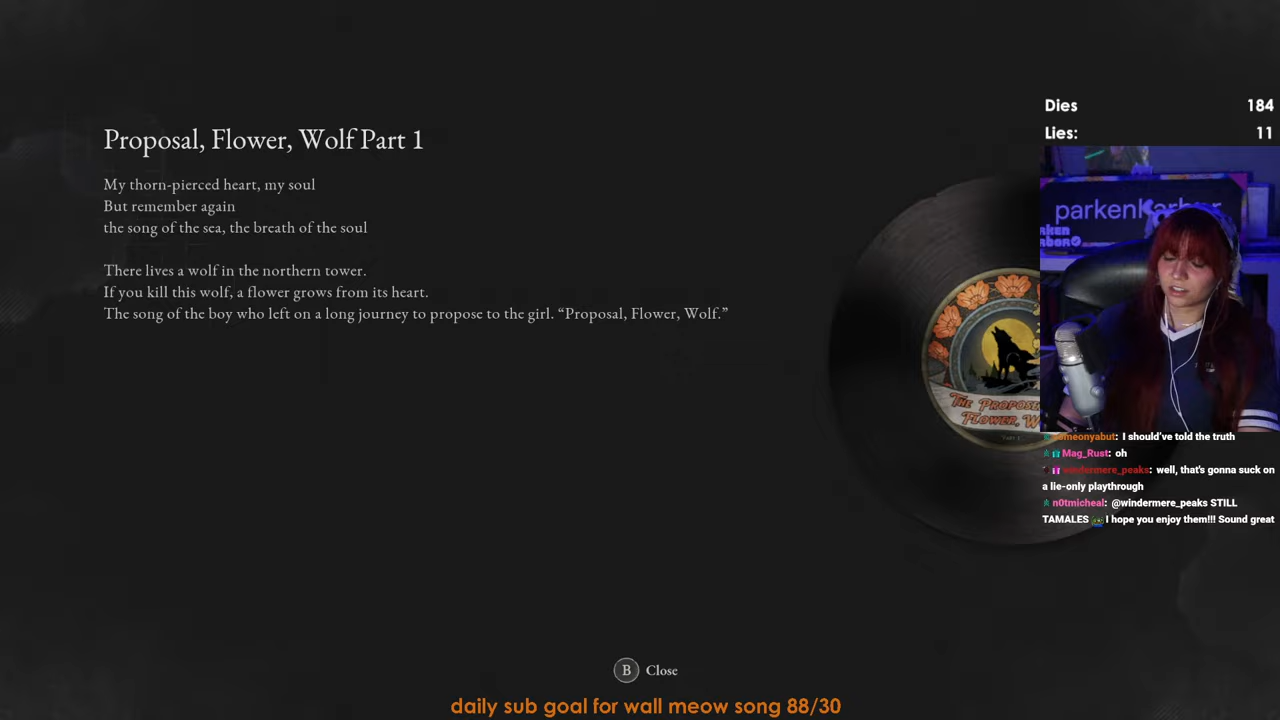 Proposal, Flower, Wolf Part 1
My thorn-pierced heart, my soul
But remember again
the song of the sea, the breath of the soul
There lives a wolf in the northern tower.
If you kill this wolf, a flower grows from its heart.
The song of the boy who left on a long journey to propose to the girl. “Proposal, Flower, Wolf.”
B Close
daily sub goal for wall meow song 88/30
Dies 184
Lies: 11
I should've told the truth
Mag_Rust: oh
windermere_peaks: well, that's gonna suck on
a lie-only playthrough
n0tmicheal: @windermere_peaks STILL
TAMALES I hope you enjoy them!!! Sound great